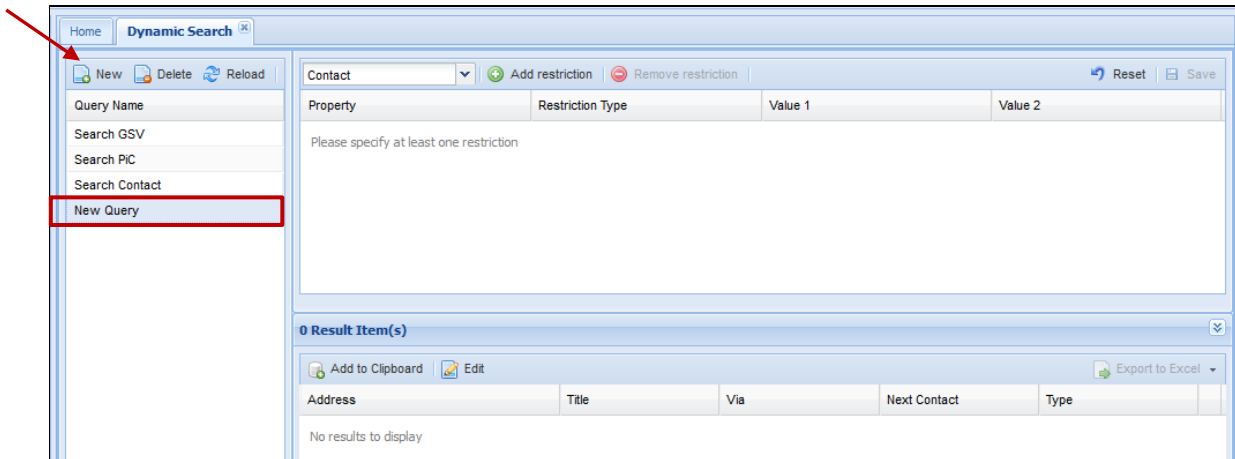 Home Dynamic Search
New Delete Reload
Contact Add restriction Remove restriction Reset Save
Query Name
Property Restriction Type Value 1 Value 2
Search GSV
Please specify at least one restriction
Search PiC
Search Contact
New Query
0 Result Item(s)
Add to Clipboard Edit Export to Excel
Address Title Via Next Contact Type
No results to display